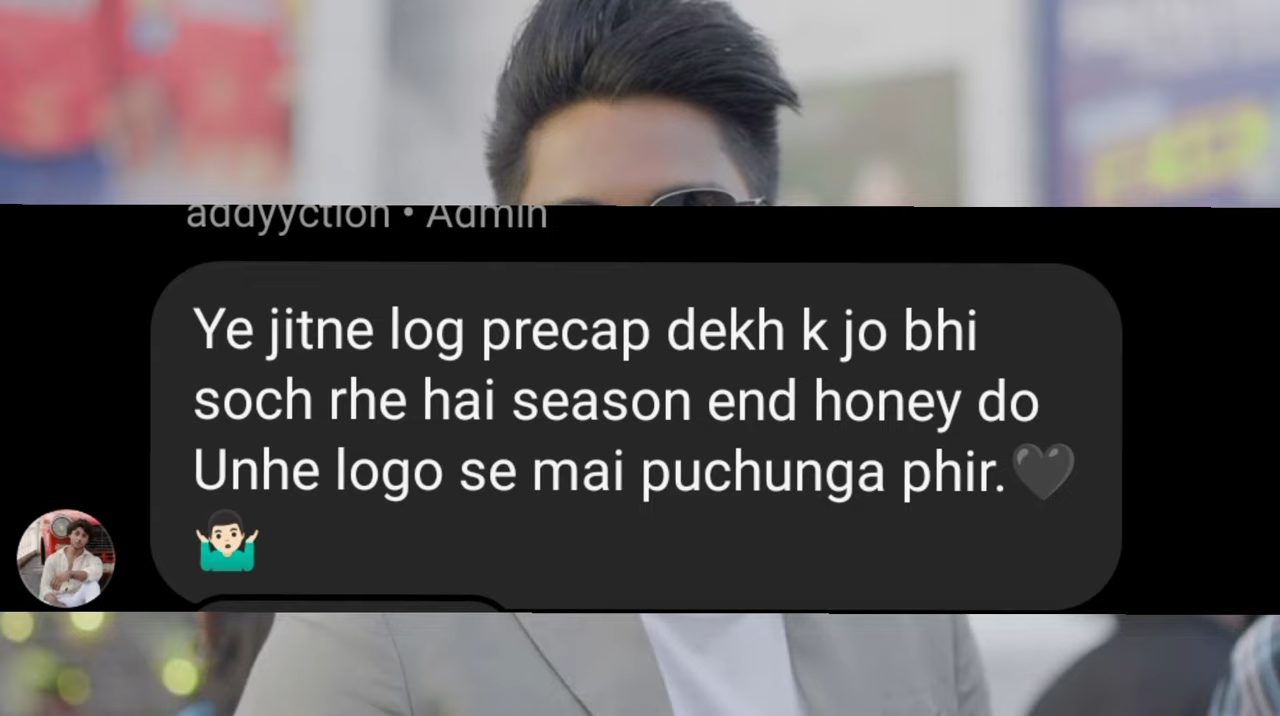 addyyction • Admin
Ye jitne log precap dekh k jo bhi
soch rhe hai season end honey do
Unhe logo se mai puchunga phir.🖤
🤷🏻‍♂️